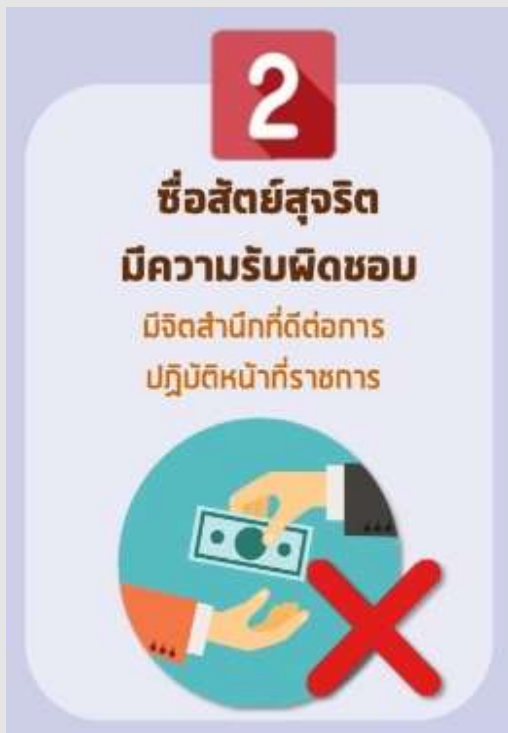 2
ซื่อสัตย์สุจริต
มีความรับผิดชอบ
มีจิตสำนึกที่ดีต่อการ
ปฏิบัติหน้าที่ราชการ